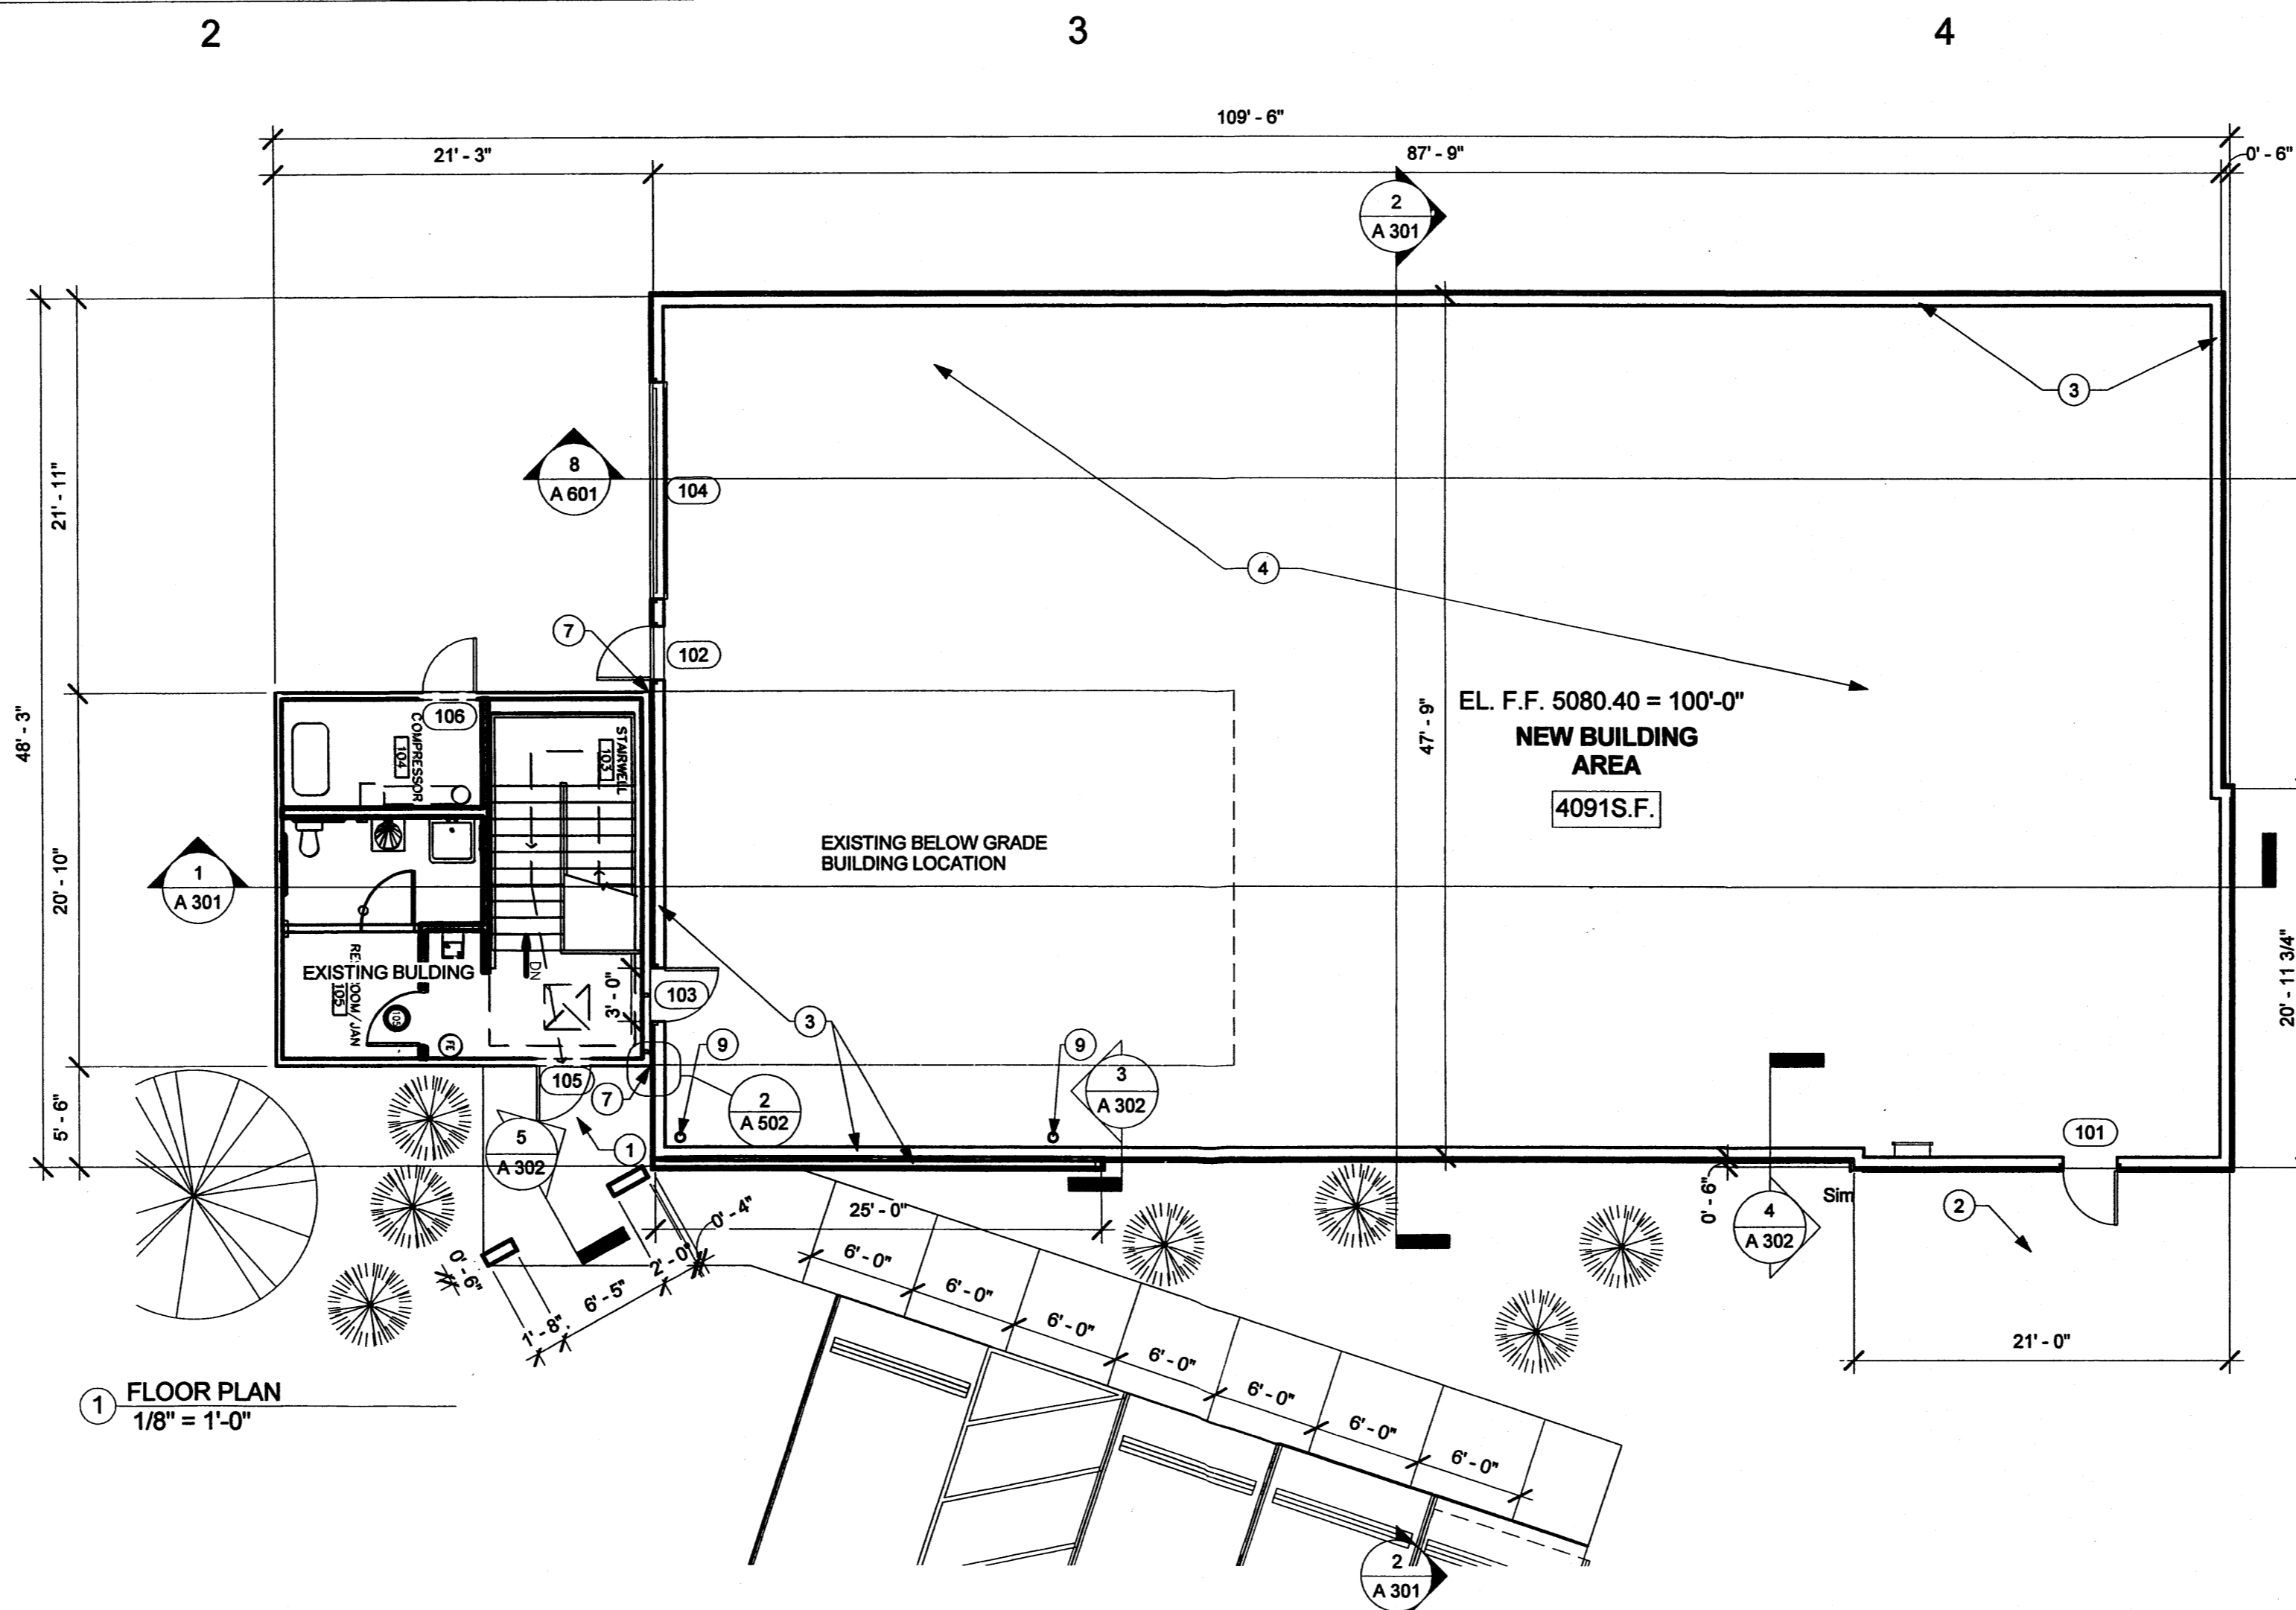 2
3
4
109' - 6"
21' - 3"
87' - 9"
0' - 6"
2
A 301
3
21' - 11"
48' - 3"
8
A 601
104
4
7
102
47' - 9"
EL. F.F. 5080.40 = 100'-0"
NEW BUILDING
AREA
4091S.F.
106
COMPRESSOR
104
STAIRWELL
103
EXISTING BELOW GRADE
BUILDING LOCATION
1
A 301
20' - 10"
EXISTING BULDING
105
105
FE
DN
3' - 0"
103
3
20' - 11 3/4"
9
9
3
A 302
2
A 502
105
7
5' - 6"
5
A 302
1
101
Sim
0' - 6"
4
A 302
2
25' - 0"
0' - 4"
2' - 0"
6' - 5"
1' - 8"
0' - 6"
6' - 0"
6' - 0"
6' - 0"
6' - 0"
6' - 0"
6' - 0"
6' - 0"
21' - 0"
1
FLOOR PLAN
1/8" = 1'-0"
2
A 301